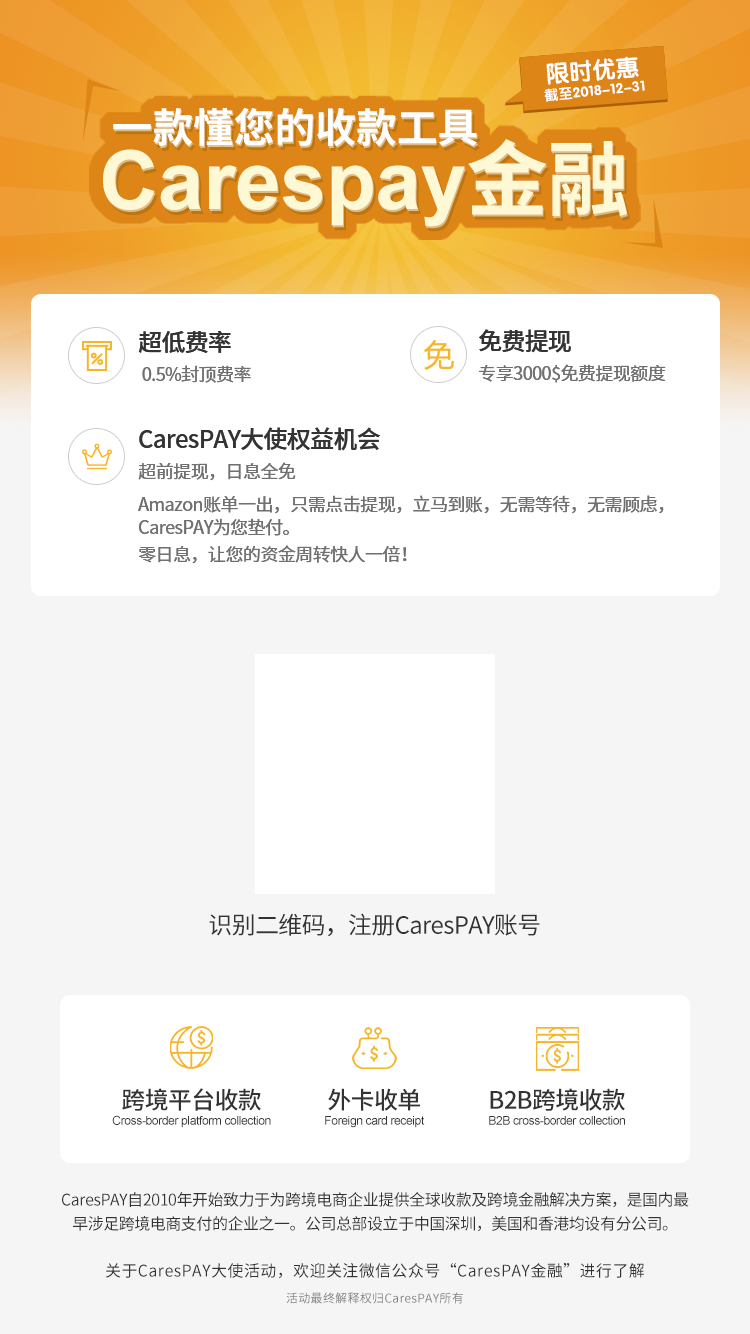 限时优惠
截至2018-12-31
一款懂您的收款工具
Carespay金融
超低费率
0.5%封顶费率
免
免费提现
专享3000$免费提现额度
CaresPAY大使权益机会
超前提现，日息全免
Amazon账单一出，只需点击提现，立马到账，无需等待，无需顾虑，
CaresPAY为您垫付。
零日息，让您的资金周转快人一倍！
识别二维码，注册CaresPAY账号
跨境平台收款
Cross-border platform collection
外卡收单
Foreign card receipt
B2B跨境收款
B2B cross-border collection
CaresPAY自2010年开始致力于为跨境电商企业提供全球收款及跨境金融解决方案，是国内最
早涉足跨境电商支付的企业之一。公司总部设立于中国深圳，美国和香港均设有分公司。
关于CaresPAY大使活动，欢迎关注微信公众号“CaresPAY金融”进行了解
活动最终解释权归CaresPAY所有